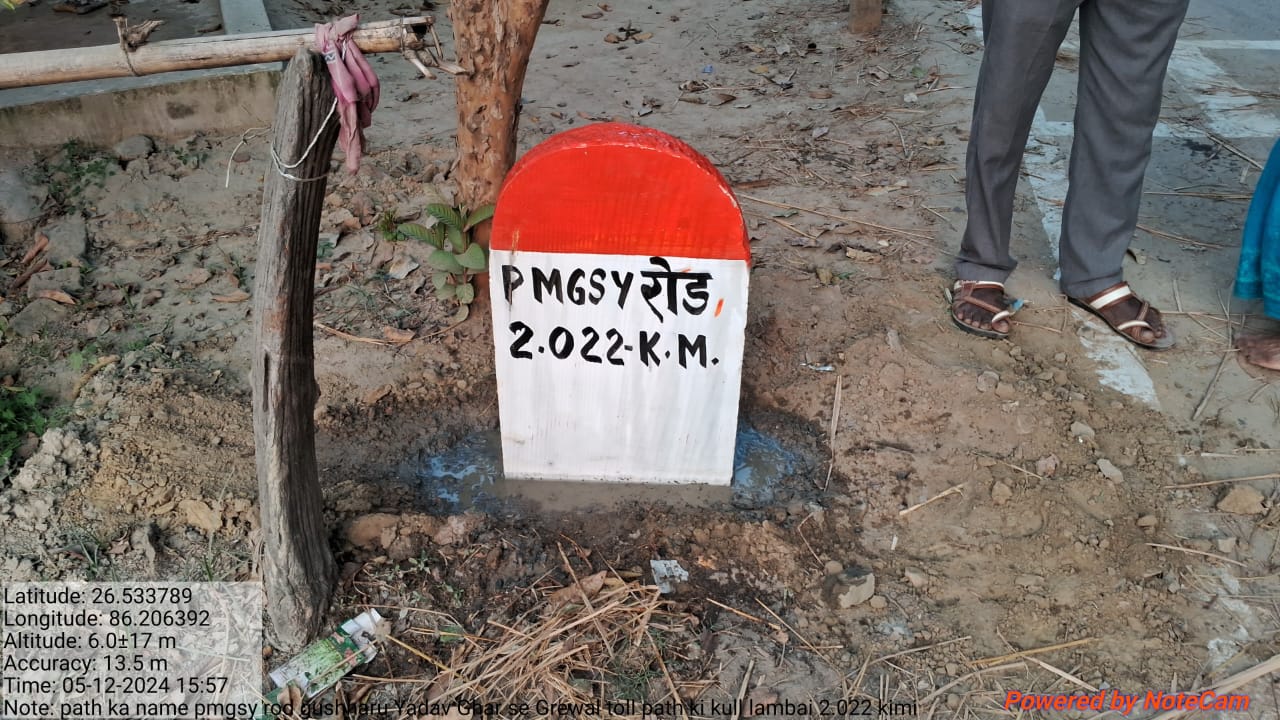 PMGSY रोड,
2.022-K.M.
Latitude: 26.533789
Longitude: 86.206392
Altitude: 6.0±17 m
Accuracy: 13.5 m
Time: 05-12-2024 15:57
Note: path ka name pmgsy rod gushharu Yadav Ghar se Grewal toll path ki kull lambai 2.022 kimi
Powered by NoteCam